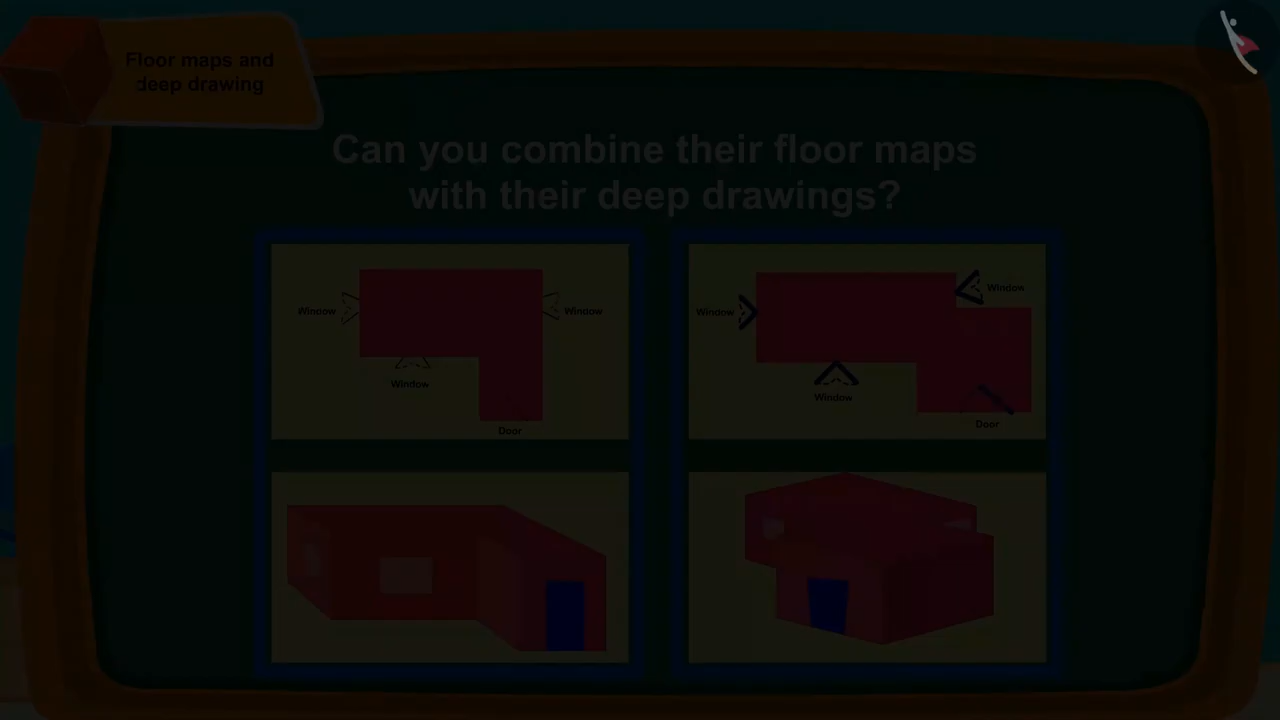 Floor maps and
deep drawing
Can you combine their floor maps
with their deep drawings?
Window
Window
Window
Door
Window
Window
Window
Door